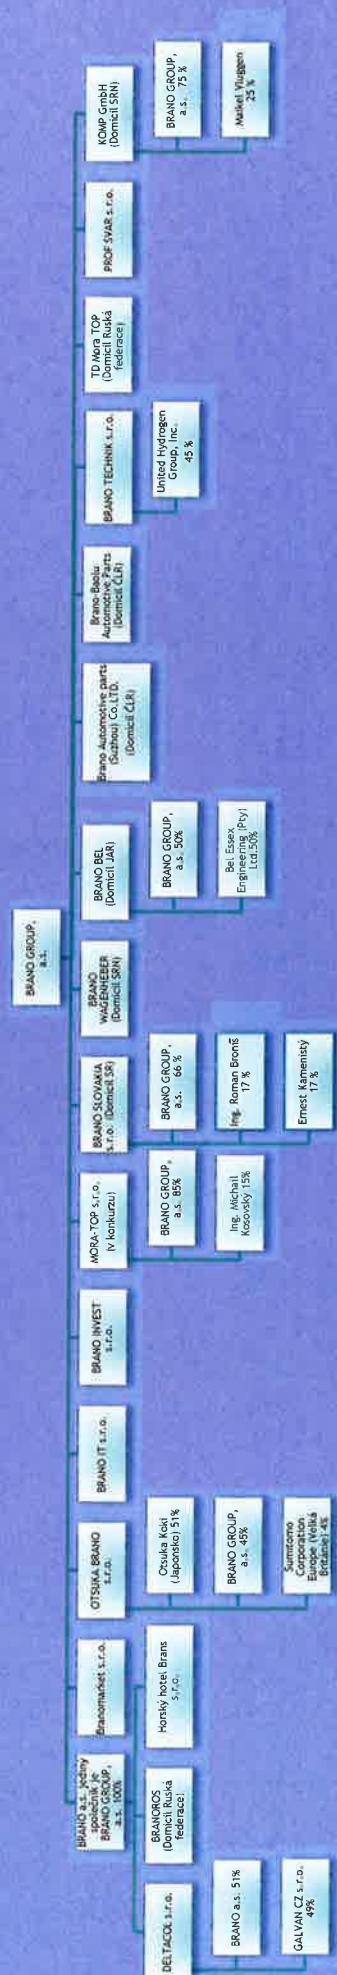 BRANO GROUP,
a.s.
BRANO a.s. jediný
společník je
BRANO GROUP,
a.s. 100%
Branomarket s.r.o.
OTSUKA BRANO
s.r.o.
BRANO IT s.r.o.
BRANO INVEST
s.r.o.
MORA-TOP s.r.o.
(v konkurzu)
BRANO SLOVAKIA
s.r.o. (Domicil SR)
BRANO
WAGENHEBER
(Domicil SRN)
BRANO BEL
(Domicil JAR)
Brano Automotive parts
(Suzhou) Co.LTD.
(Domicil ČLR)
Brano-Baolu
Automotive Parts
(Domicil ČLR)
BRANO TECHNIK s.r.o.
TD Mora TOP
(Domicil Ruská
federace)
PROF SVAR s.r.o.
KOMP GmbH
(Domicil SRN)
DELTACOL s.r.o.
BRANOROS
(Domicil Ruská
federace)
Horský hotel Brans
s.r.o.
BRANO a.s. 51%
GALVAN CZ s.r.o.
49%
Otsuka Koki
(Japonsko) 51%
BRANO GROUP,
a.s. 45%
Sumitomo
Corporation
Europe (Velká
Británie) 4%
BRANO GROUP,
a.s. 85%
Ing. Michail
Kosovský 15%
BRANO GROUP,
a.s. 66 %
Ing. Roman Broniš
17 %
Ernest Kamenistý
17 %
BRANO GROUP,
a.s. 50%
Bel Essex
Engineering (Pty)
Ltd.50%
United Hydrogen
Group, Inc.
45 %
BRANO GROUP,
a.s. 75 %
Maikel Vluggen
25 %